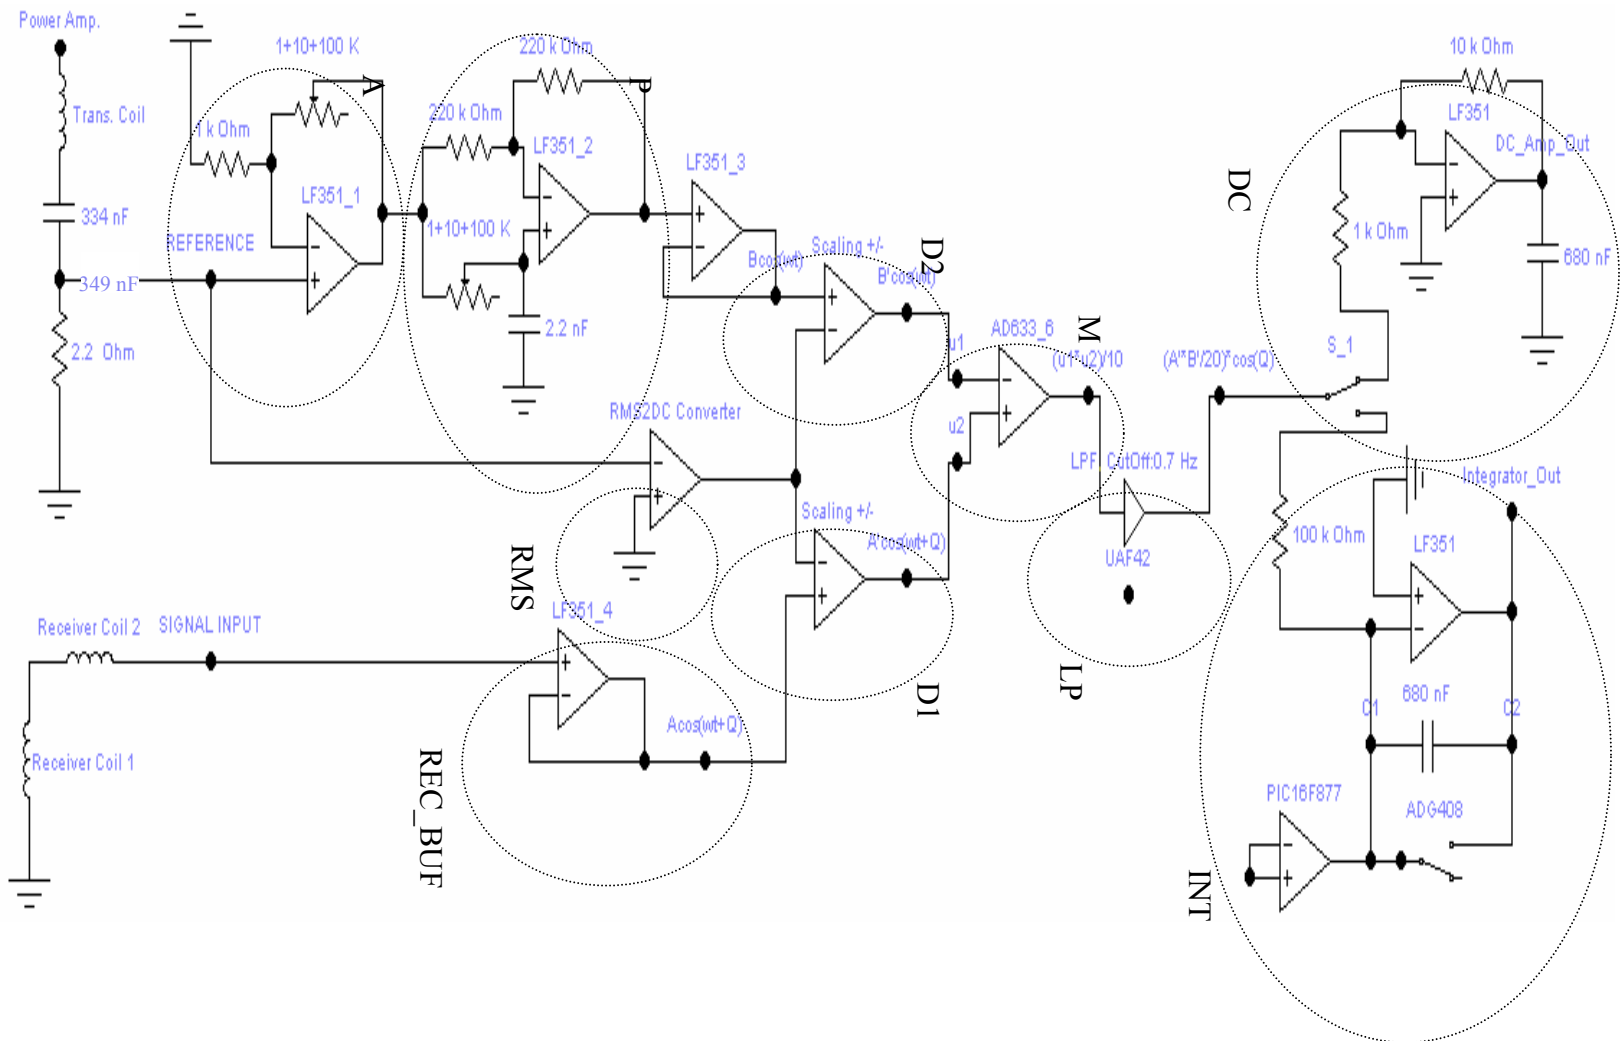 Power Amp.
1+10+100 K
A
220 k Ohm
P
10 k Ohm
Trans. Coil
1 k Ohm
220 k Ohm
LF351_2
LF351_3
LF351
DC_Amp_Out
DC
LF351_1
334 nF
REFERENCE
1+10+100 K
Bcos(wt)
Scaling +/-
B'cos(wt)
D2
1 k Ohm
680 nF
349 nF
2.2 Ohm
2.2 nF
u1
AD633_6
M
(u1*u2)/10
(A'*B'/20)*cos(Q)
S_1
RMS2DC Converter
u2
LPF, CutOff:0.7 Hz
Integrator_Out
Scaling +/-
A'cos(wt+Q)
100 k Ohm
LF351
UAF42
RMS
LF351_4
Receiver Coil 2
SIGNAL INPUT
D1
LP
680 nF
C1
C2
Acos(wt+Q)
Receiver Coil 1
REC_BUF
PIC16F877
ADG408
INT